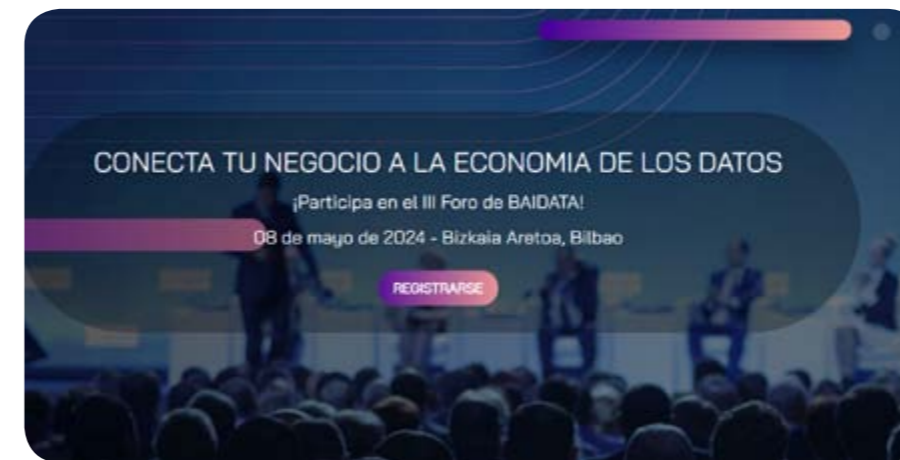 CONECTA TU NEGOCIO A LA ECONOMIA DE LOS DATOS
¡Participa en el III Foro de BAIDATA!
08 de mayo de 2024 - Bizkaia Aretoa, Bilbao
REGISTRARSE